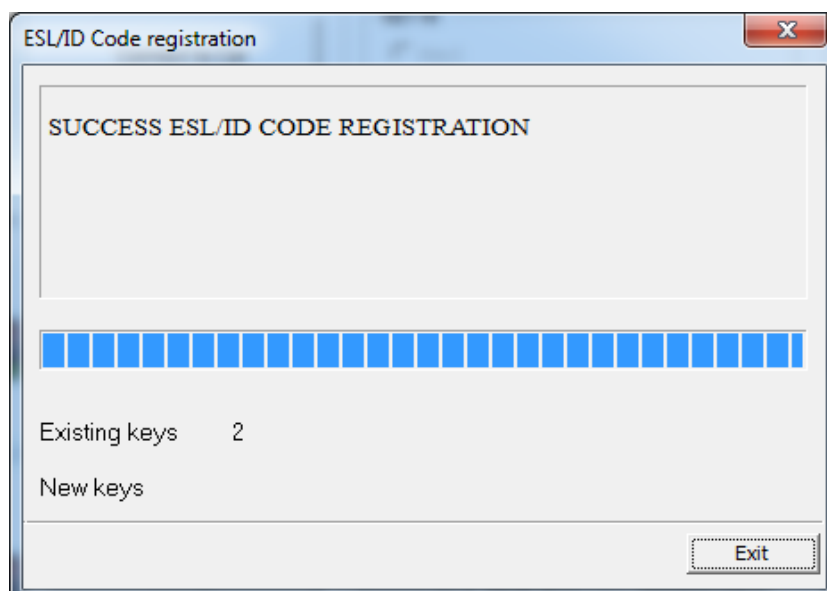 ESL/ID Code registration
SUCCESS ESL/ID CODE REGISTRATION
Existing keys 2
New keys
Exit